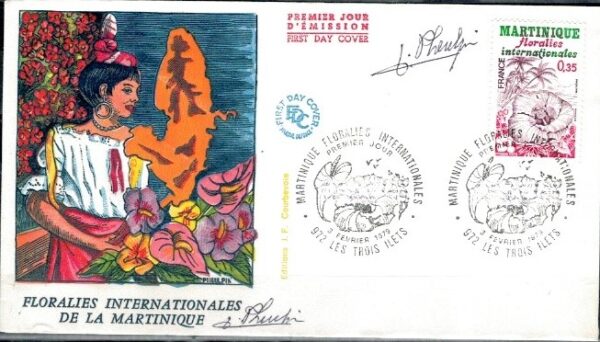 PREMIER JOUR
D'ÉMISSION
FIRST DAY COVER
MARTINIQUE
floralies
internationales
0,35
FRANCE
FIRST DAY COVER
FDC
Editions J.F. Courbevoie
MARTINIQUE FLORALIES INTERNATIONALES
PREMIER JOUR
3 FEVRIER 1979
972 LES TROIS ILETS
MARTINIQUE FLORALIES INTERNATIONALES
PREMIER
3 FEVRIER 1979
972 LES TROIS ILETS
FLORALIES INTERNATIONALES
DE LA MARTINIQUE